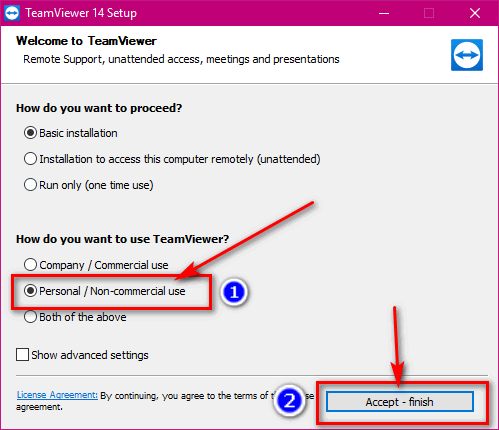 TeamViewer 14 Setup
Welcome to TeamViewer
Remote Support, unattended access, meetings and presentations
How do you want to proceed?
Basic installation
Installation to access this computer remotely (unattended)
Run only (one time use)
How do you want to use TeamViewer?
Company / Commercial use
Personal / Non-commercial use
1
Both of the above
Show advanced settings
License Agreement: By continuing, you agree to the terms of
agreement.
2
Accept - finish